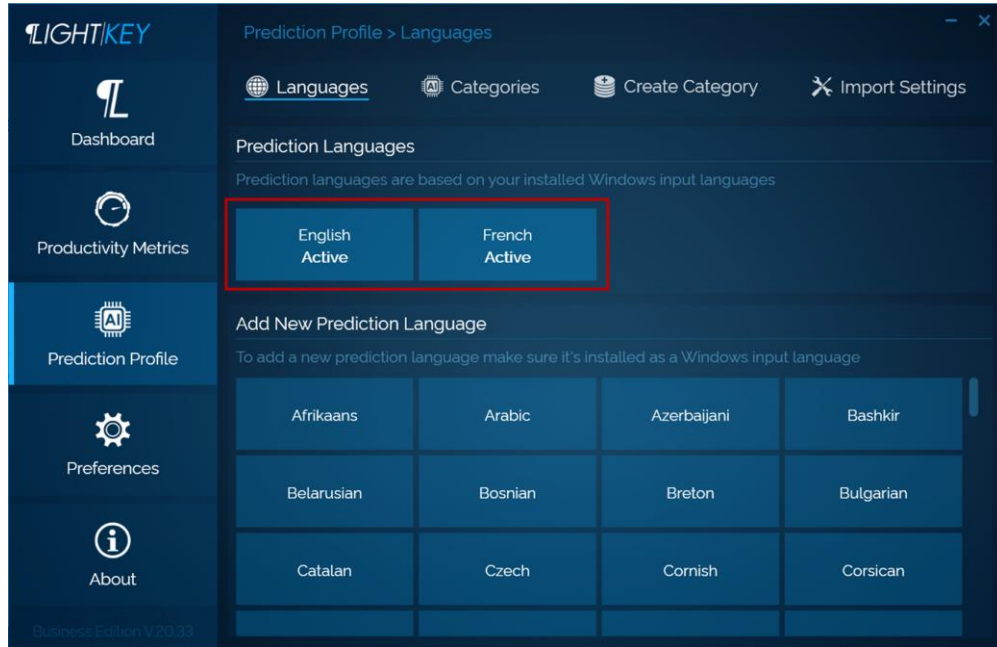 LIGHTKEY
Prediction Profile > Languages
Dashboard
Productivity Metrics
Prediction Profile
Preferences
About
Business Edition V.20.33
Languages
Categories
Create Category
Import Settings
Prediction Languages
Prediction languages are based on your installed Windows input languages
English
Active
French
Active
Add New Prediction Language
To add a new prediction language make sure it's installed as a Windows input language
Afrikaans
Arabic
Azerbaijani
Bashkir
Belarusian
Bosnian
Breton
Bulgarian
Catalan
Czech
Cornish
Corsican
AI
AI